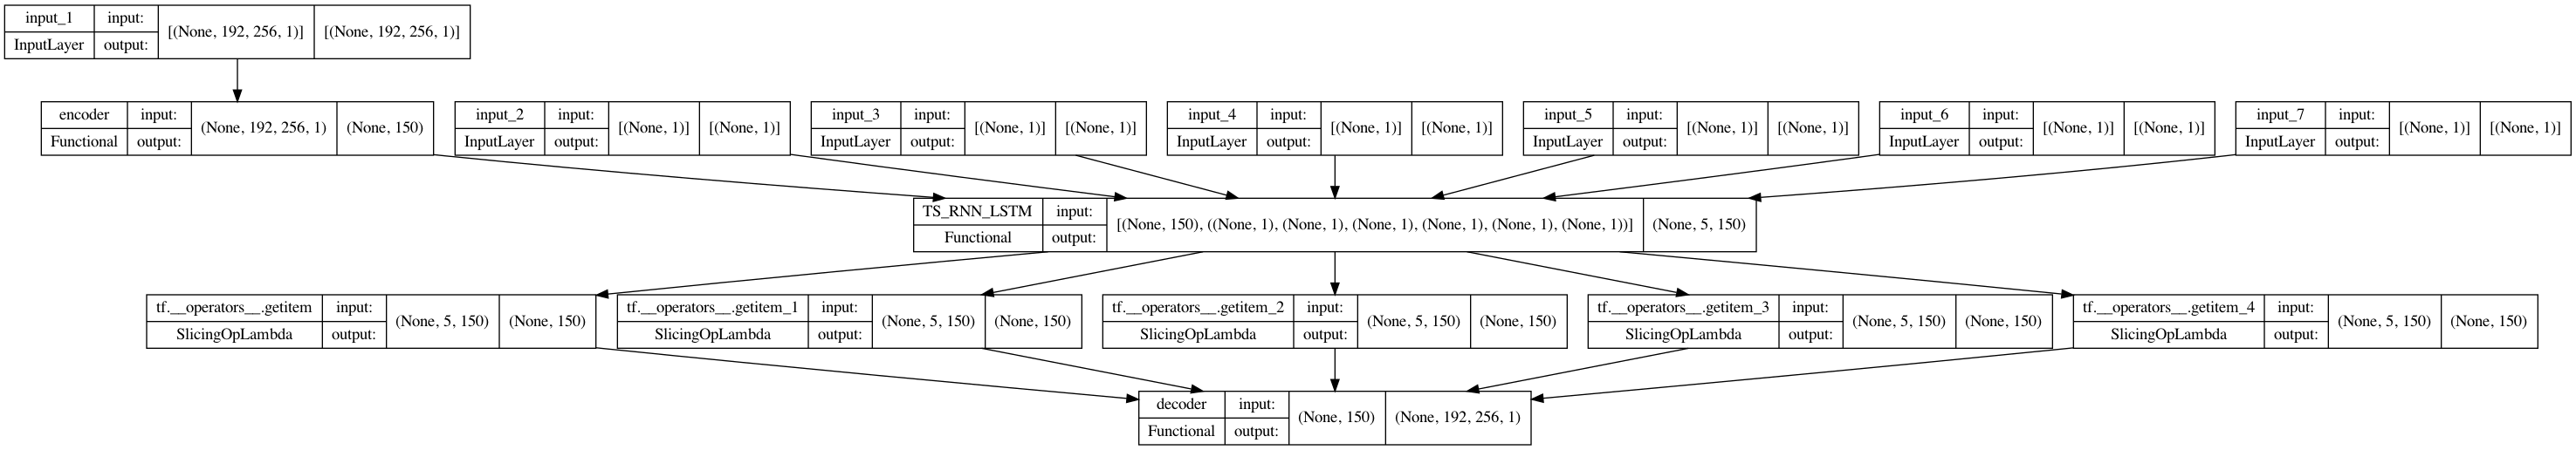 input_1 input: [(None, 192, 256, 1)] [(None, 192, 256, 1)]
InputLayer output:
encoder input: (None, 192, 256, 1) (None, 150)
Functional output:
input_2 input: [(None, 1)] [(None, 1)]
InputLayer output:
input_3 input: [(None, 1)] [(None, 1)]
InputLayer output:
input_4 input: [(None, 1)] [(None, 1)]
InputLayer output:
input_5 input: [(None, 1)] [(None, 1)]
InputLayer output:
input_6 input: [(None, 1)] [(None, 1)]
InputLayer output:
input_7 input: [(None, 1)] [(None, 1)]
InputLayer output:
TS_RNN_LSTM input: [(None, 150), ((None, 1), (None, 1), (None, 1), (None, 1), (None, 1), (None, 1))] (None, 5, 150)
Functional output:
tf.__operators__.getitem input: (None, 5, 150) (None, 150)
SlicingOpLambda output:
tf.__operators__.getitem_1 input: (None, 5, 150) (None, 150)
SlicingOpLambda output:
tf.__operators__.getitem_2 input: (None, 5, 150) (None, 150)
SlicingOpLambda output:
tf.__operators__.getitem_3 input: (None, 5, 150) (None, 150)
SlicingOpLambda output:
tf.__operators__.getitem_4 input: (None, 5, 150) (None, 150)
SlicingOpLambda output:
decoder input: (None, 150) (None, 192, 256, 1)
Functional output: